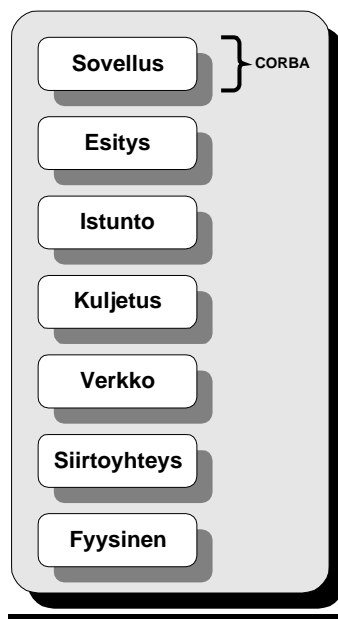 Sovellus
CORBA
Esitys
Istunto
Kuljetus
Verkko
Siirtoyhteys
Fyysinen